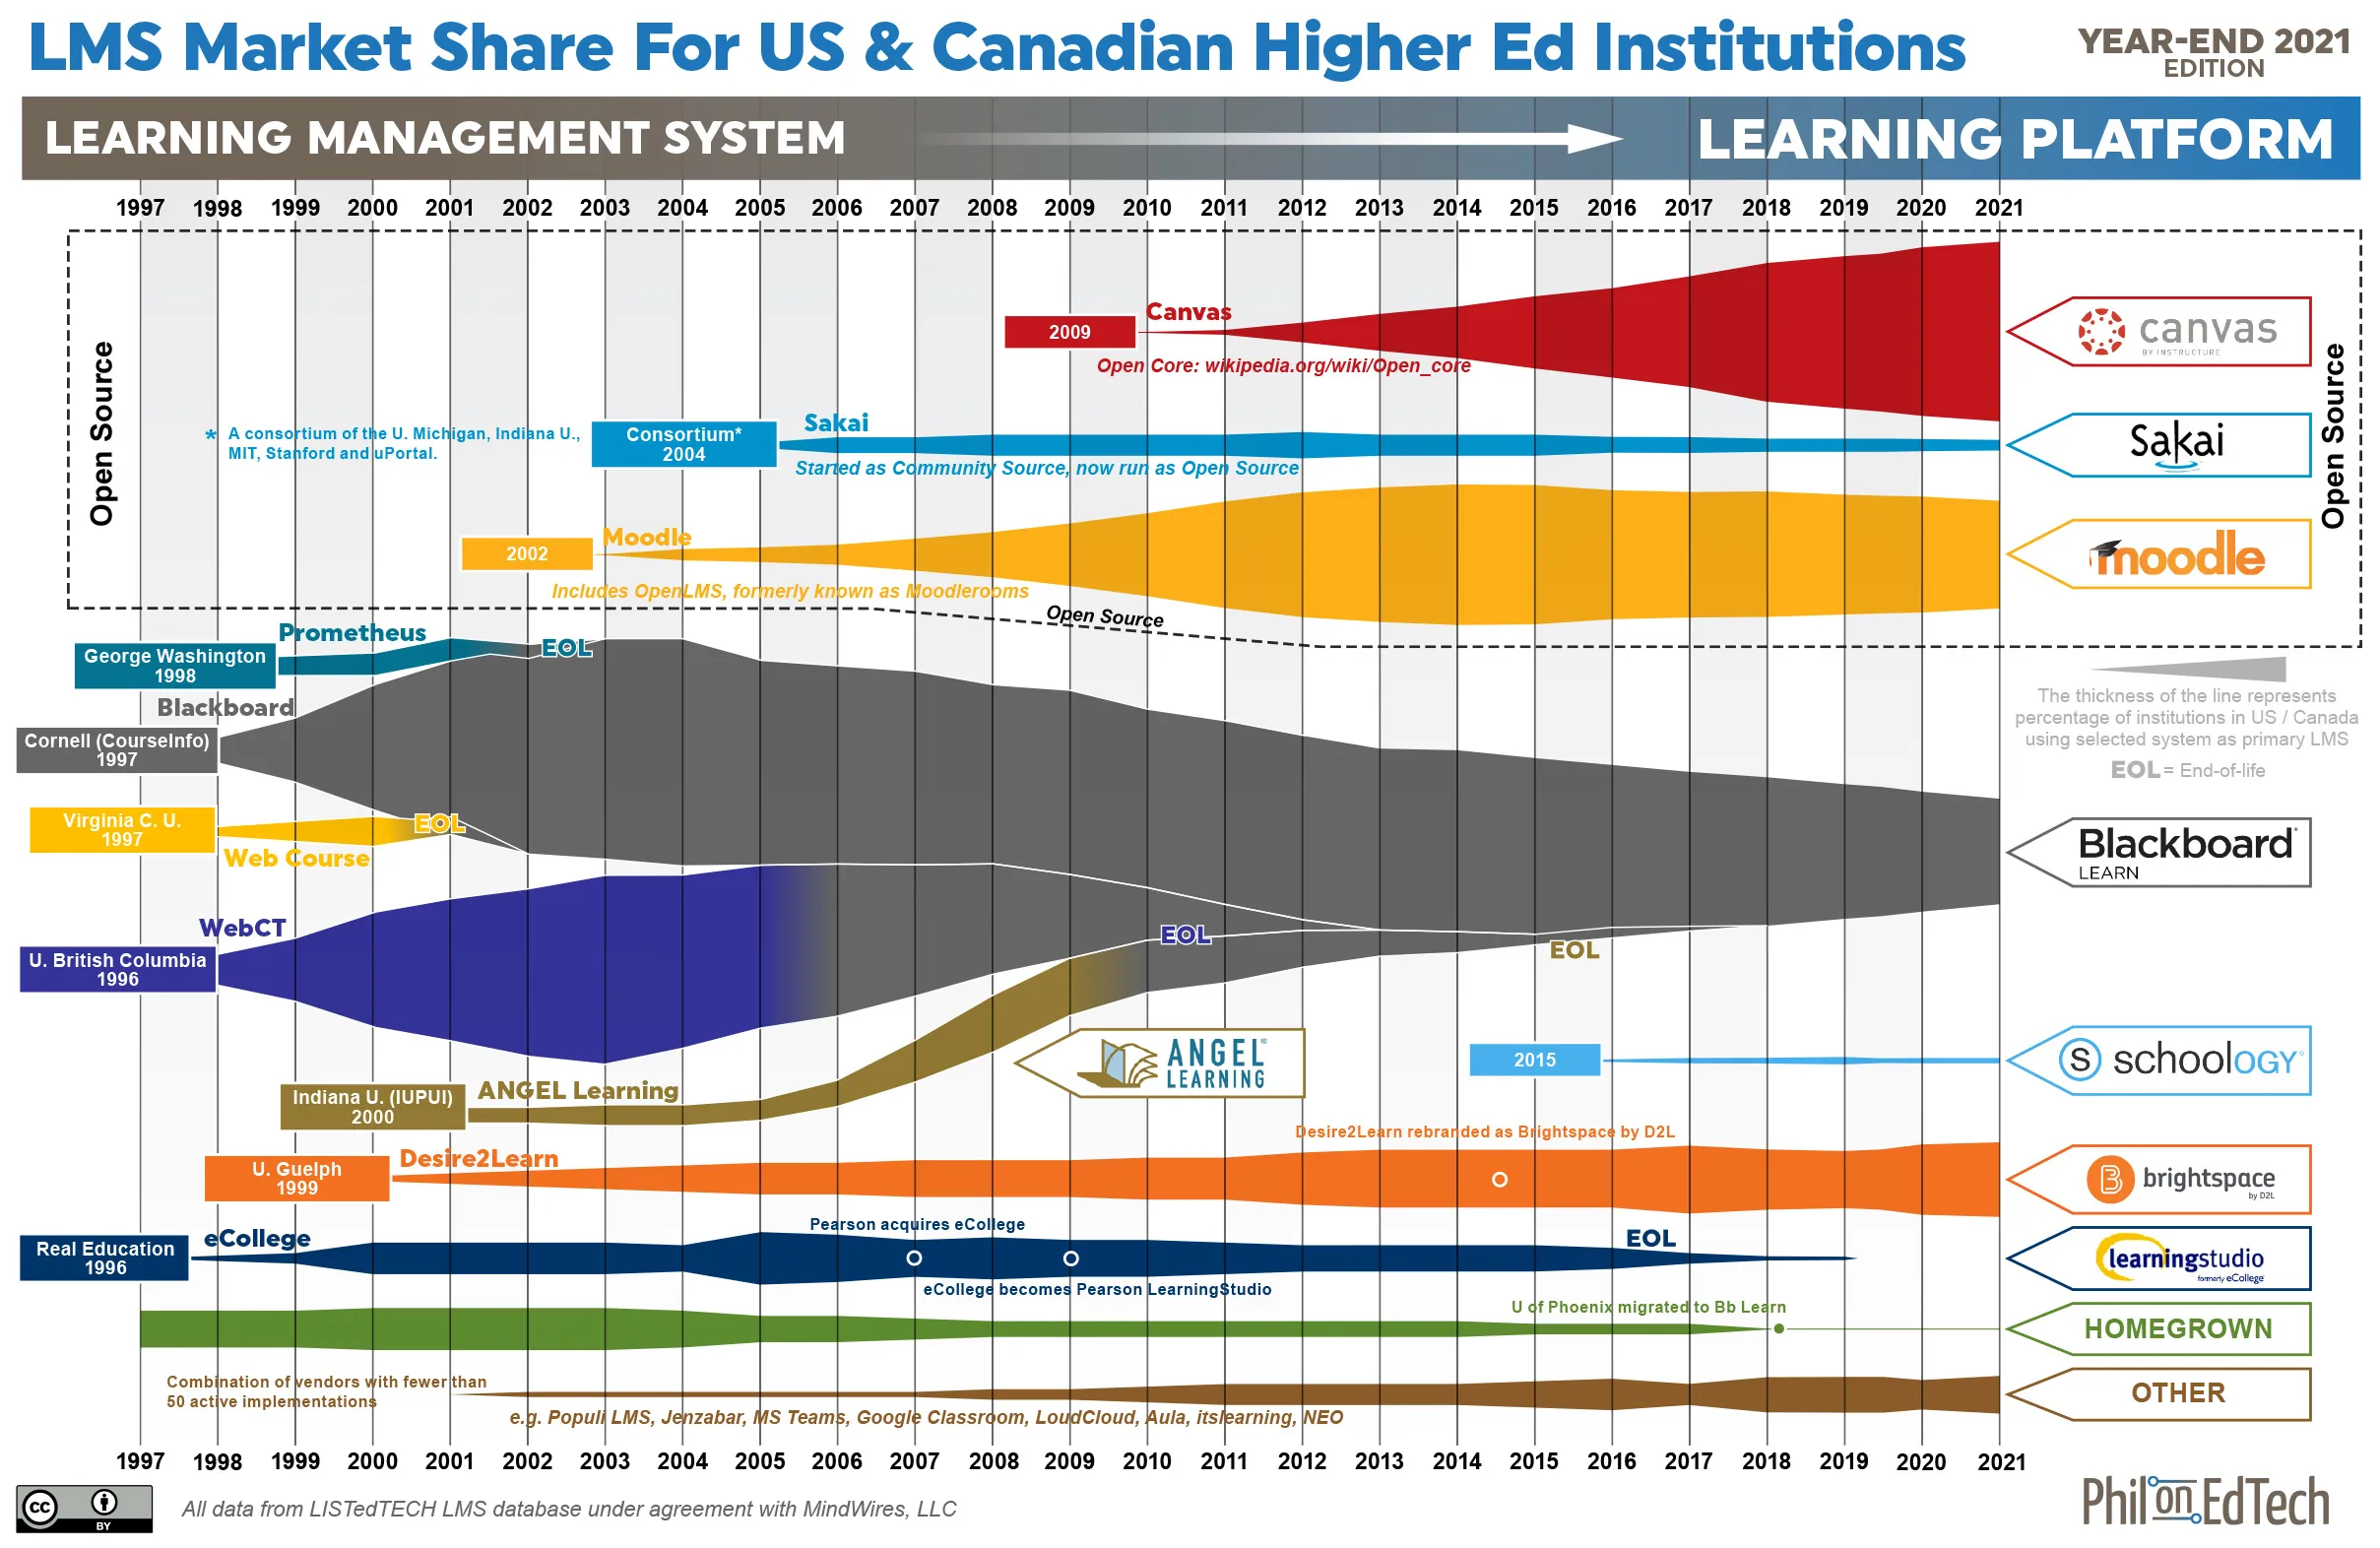 LMS Market Share For US & Canadian Higher Ed Institutions
YEAR-END 2021
EDITION
LEARNING MANAGEMENT SYSTEM
LEARNING PLATFORM
1997 1998 1999 2000 2001 2002 2003 2004 2005 2006 2007 2008 2009 2010 2011 2012 2013 2014 2015 2016 2017 2018 2019 2020 2021
Open Source
Canvas
2009
Open Core: wikipedia.org/wiki/Open_core
canvas
BY INSTRUCTURE
Open Source
* A consortium of the U. Michigan, Indiana U.,
MIT, Stanford and uPortal.
Consortium*
2004
Sakai
Started as Community Source, now run as Open Source
Sakai
2002
Moodle
Includes OpenLMS, formerly known as Moodlerooms
moodle
Open Source
Prometheus
George Washington
1998
EOL
The thickness of the line represents
percentage of institutions in US / Canada
using selected system as primary LMS
EOL = End-of-life
Blackboard
Cornell (CourseInfo)
1997
Virginia C. U.
1997
EOL
Web Course
Blackboard
LEARN
WebCT
U. British Columbia
1996
EOL
EOL
ANGEL
LEARNING
2015
S schoology
Indiana U. (IUPUI)
2000
ANGEL Learning
Desire2Learn rebranded as Brightspace by D2L
U. Guelph
1999
Desire2Learn
B brightspace
by D2L
Real Education
1996
eCollege
Pearson acquires eCollege
EOL
eCollege becomes Pearson LearningStudio
learningstudio
formerly eCollege
U of Phoenix migrated to Bb Learn
HOMEGROWN
Combination of vendors with fewer than
50 active implementations
e.g. Populi LMS, Jenzabar, MS Teams, Google Classroom, LoudCloud, Aula, itslearning, NEO
OTHER
1997 1998 1999 2000 2001 2002 2003 2004 2005 2006 2007 2008 2009 2010 2011 2012 2013 2014 2015 2016 2017 2018 2019 2020 2021
cc
BY
All data from LISTedTECH LMS database under agreement with MindWires, LLC
Phil on EdTech